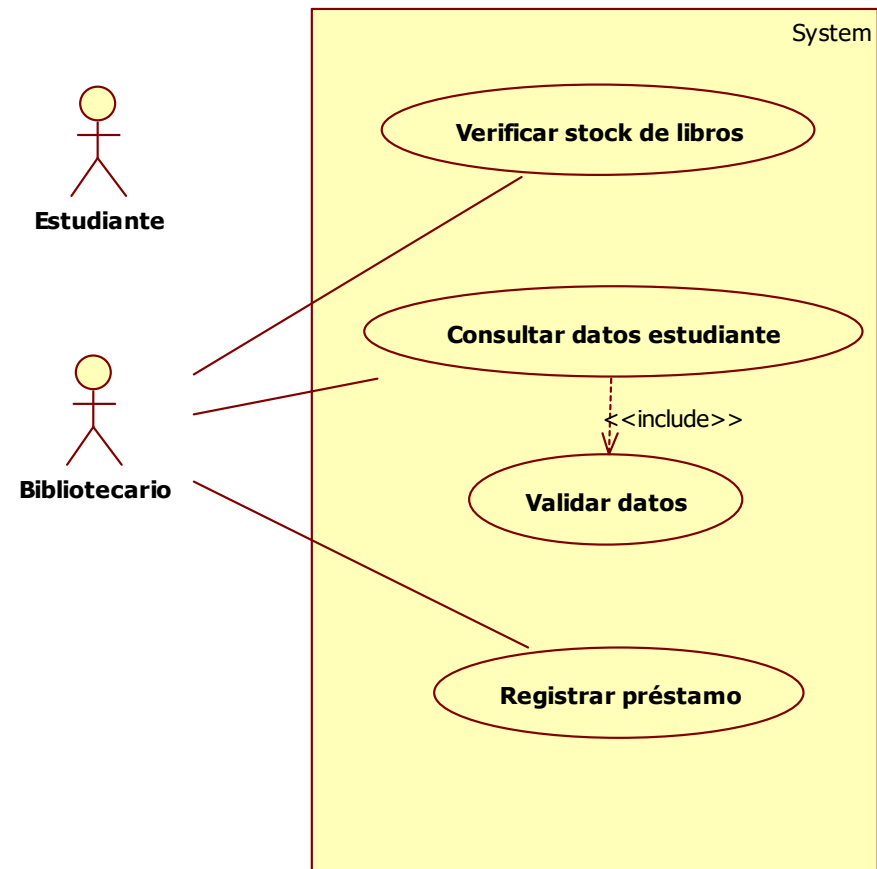 System
Verificar stock de libros
Estudiante
Consultar datos estudiante
<<include>>
Bibliotecario
Validar datos
Registrar préstamo